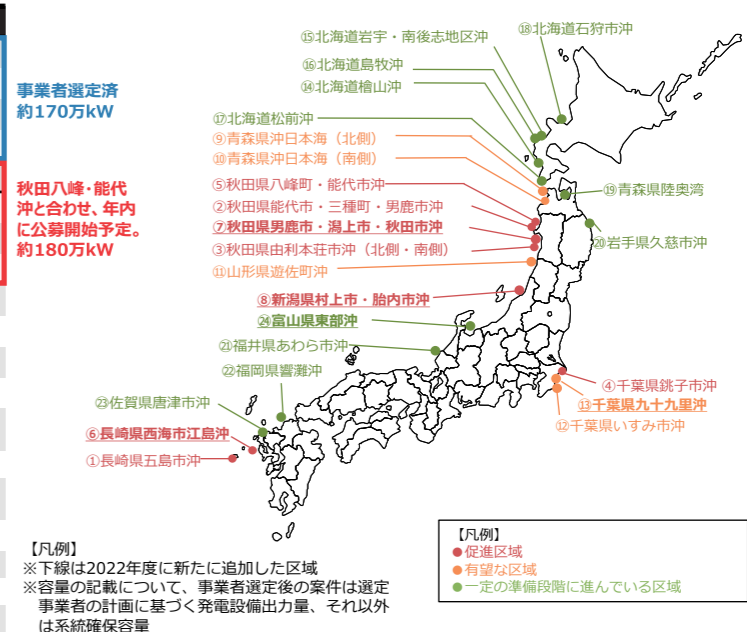 事業者選定済
約170万kW
秋田八峰・能代
沖と合わせ、年内
に公募開始予定。
約180万kW
⑮北海道岩宇・南後志地区沖
⑱北海道石狩市沖
⑯北海道島牧沖
⑭北海道檜山沖
⑰北海道松前沖
⑨青森県沖日本海（北側）
⑩青森県沖日本海（南側）
⑤秋田県八峰町・能代市沖
⑲青森県陸奥湾
②秋田県能代市・三種町・男鹿市沖
⑦秋田県男鹿市・潟上市・秋田市沖
⑳岩手県久慈市沖
③秋田県由利本荘市沖（北側・南側）
⑪山形県遊佐町沖
⑧新潟県村上市・胎内市沖
㉔富山県東部沖
㉑福井県あわら市沖
㉒福岡県響灘沖
④千葉県銚子市沖
㉓佐賀県唐津市沖
⑬千葉県九十九里沖
⑫千葉県いすみ市沖
⑥長崎県西海市江島沖
①長崎県五島市沖
【凡例】
※下線は2022年度に新たに追加した区域
※容量の記載について、事業者選定後の案件は選定
事業者の計画に基づく発電設備出力量、それ以外
は系統確保容量
【凡例】
●促進区域
●有望な区域
●一定の準備段階に進んでいる区域